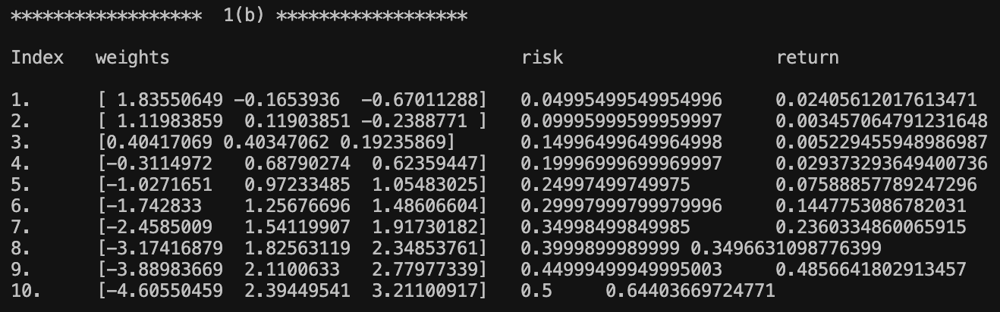 ******************  1(b) ******************
Index   weights                                 risk                    return
1.      [ 1.83550649 -0.1653936  -0.67011288]   0.04995499549954996     0.02405612017613471
2.      [ 1.11983859  0.11903851 -0.2388771 ]   0.09995999599959997     0.003457064791231648
3.      [0.40417069 0.40347062 0.19235869]      0.14996499649964998     0.005229455948986987
4.      [-0.3114972   0.68790274  0.62359447]   0.19996999699969997     0.029373293649400736
5.      [-1.0271651   0.97233485  1.05483025]   0.24997499749975        0.07588857789247296
6.      [-1.742833    1.25676696  1.48606604]   0.29997999799979996     0.1447753086782031
7.      [-2.4585009   1.54119907  1.91730182]   0.34998499849985        0.2360334860065915
8.      [-3.17416879  1.82563119  2.34853761]   0.3999899989999 0.3496631098776399
9.      [-3.88983669  2.1100633   2.77977339]   0.44999499949995003     0.4856641802913457
10.     [-4.60550459  2.39449541  3.21100917]   0.5     0.64403669724771